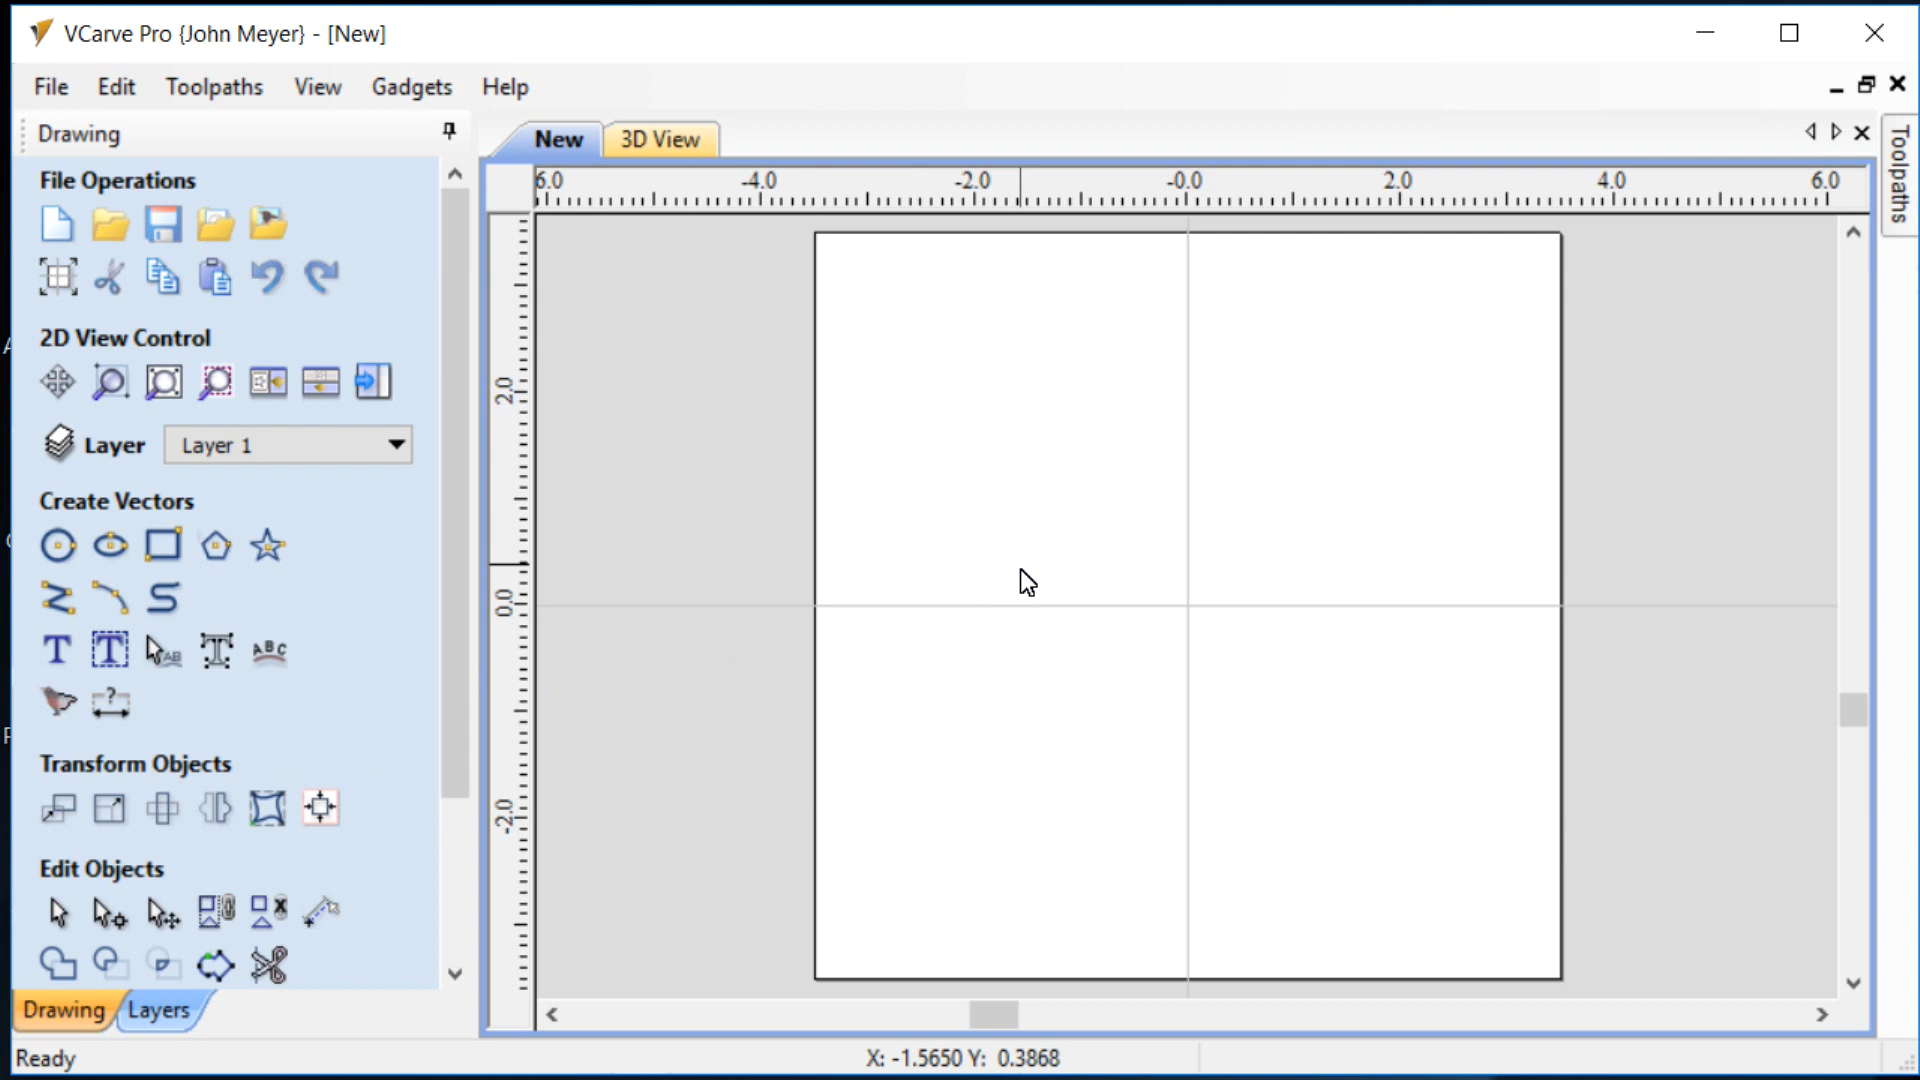 VCarve Pro {John Meyer} - [New]
File Edit Toolpaths View Gadgets Help
Drawing
New 3D View
Toolpaths
File Operations
6.0 -4.0 -2.0 -0.0 2.0 4.0 6.0
2D View Control
2.0
Layer Layer 1
Create Vectors
0.0
T T AB T ABC
?
Transform Objects
-2.0
Edit Objects
Drawing Layers
Ready X: -1.5650 Y: 0.3868